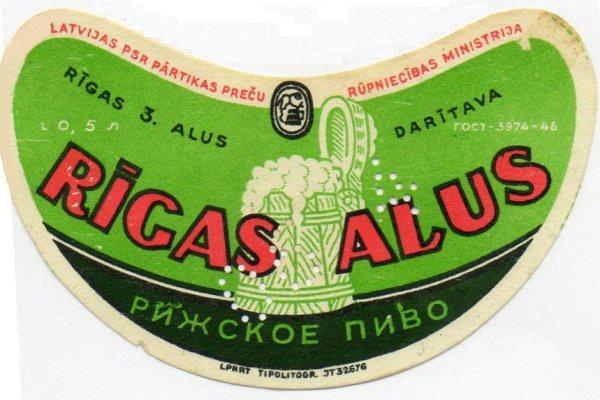 LATVIJAS PSR PĀRTIKAS PREČU RŪPNIECĪBAS MINISTRIJA
RĪGAS 3. ALUS DARĪTAVA
0,5 л ГОСТ-3974-46
RĪGAS ALUS
РИЖСКОЕ ПИВО
LPRRT TIPOLITOGR. JT32676